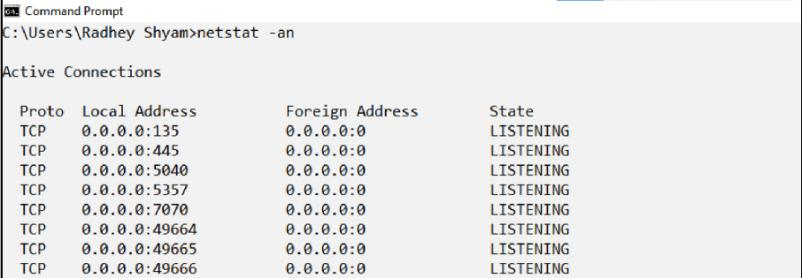 Command Prompt
C:\Users\Radhey Shyam>netstat -an
Active Connections
Proto Local Address Foreign Address State
TCP 0.0.0.0:135 0.0.0.0:0 LISTENING
TCP 0.0.0.0:445 0.0.0.0:0 LISTENING
TCP 0.0.0.0:5040 0.0.0.0:0 LISTENING
TCP 0.0.0.0:5357 0.0.0.0:0 LISTENING
TCP 0.0.0.0:7070 0.0.0.0:0 LISTENING
TCP 0.0.0.0:49664 0.0.0.0:0 LISTENING
TCP 0.0.0.0:49665 0.0.0.0:0 LISTENING
TCP 0.0.0.0:49666 0.0.0.0:0 LISTENING